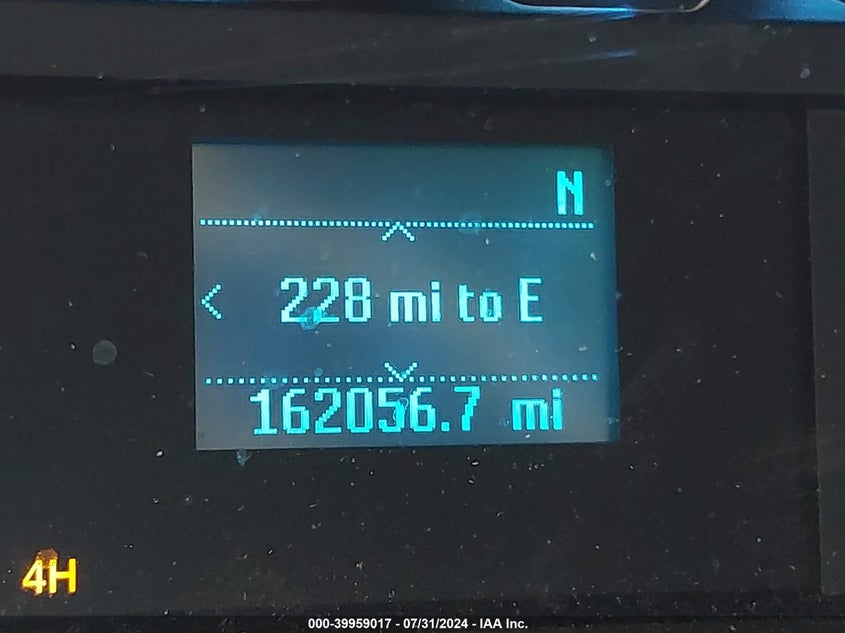 N
228 mi to E
162056.7 mi
4H
000-39959017 - 07/31/2024 - IAA Inc.